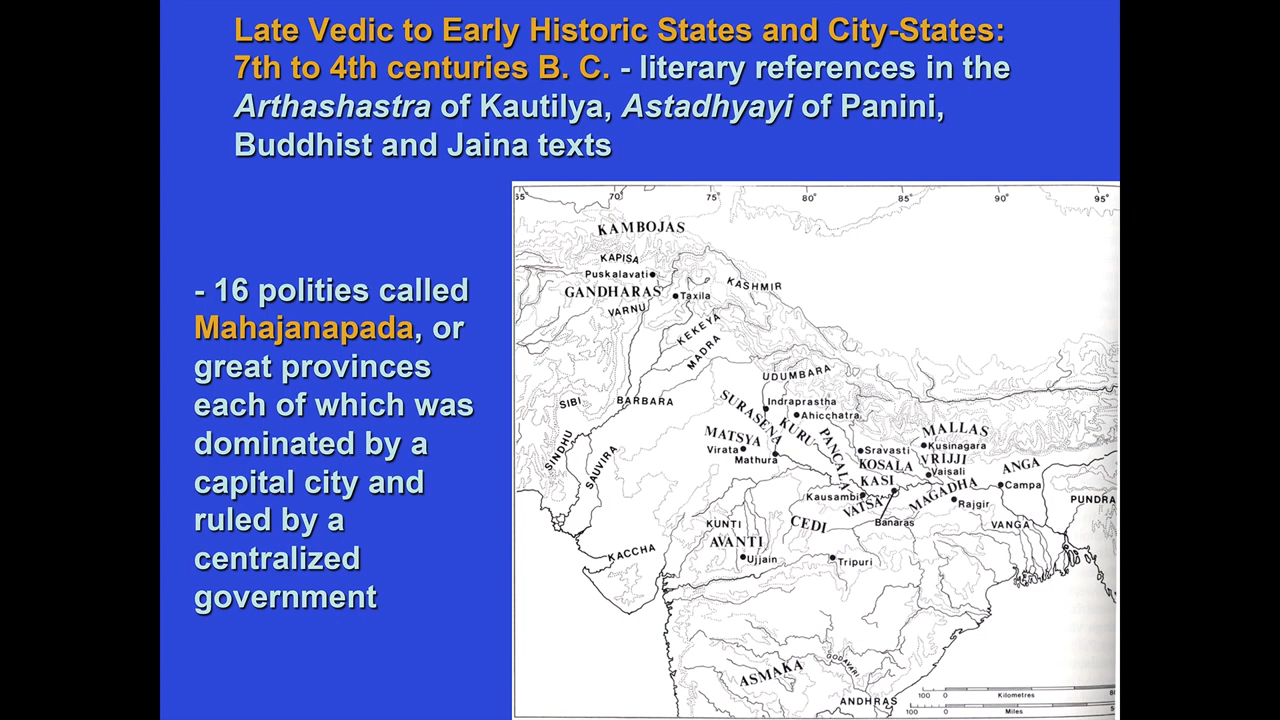 Late Vedic to Early Historic States and City-States:
7th to 4th centuries B. C. - literary references in the
Arthashastra of Kautilya, Astadhyayi of Panini,
Buddhist and Jaina texts
- 16 polities called
Mahajanapada, or
great provinces
each of which was
dominated by a
capital city and
ruled by a
centralized
government
65° 70° 75° 80° 85° 90° 95°
KAMBOJAS
KAPISA
Puskalavati
KASHMIR
GANDHARAS
Taxila
VARNU
KEKEYA
MADRA
UDUMBARA
SIBI
BARBARA
Indraprastha
SURASENA
Ahicchatra
KURU
PANCALA
MATSYA
MALLAS
Virata
Kusinagara
Mathura
Sravasti
VRIJJI
SINDHU
SAUVIRA
KOSALA
Vaisali
ANGA
KASI
MAGADHA
Campa
Kausambi
VATSA
Rajgir
PUNDRA
KUNTI
CEDI
Banaras
VANGA
AVANTI
KACCHA
Ujjain
Tripuri
GODAVARI
ASMAKA
100 0
Kilometres
ANDHRAS
100 0
Miles